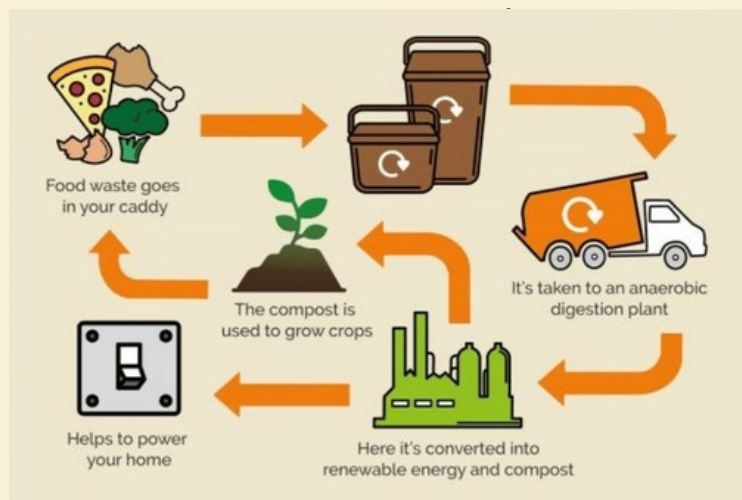 Food waste goes
in your caddy
It's taken to an anaerobic
digestion plant
The compost is
used to grow crops
Here it's converted into
renewable energy and compost
Helps to power
your home